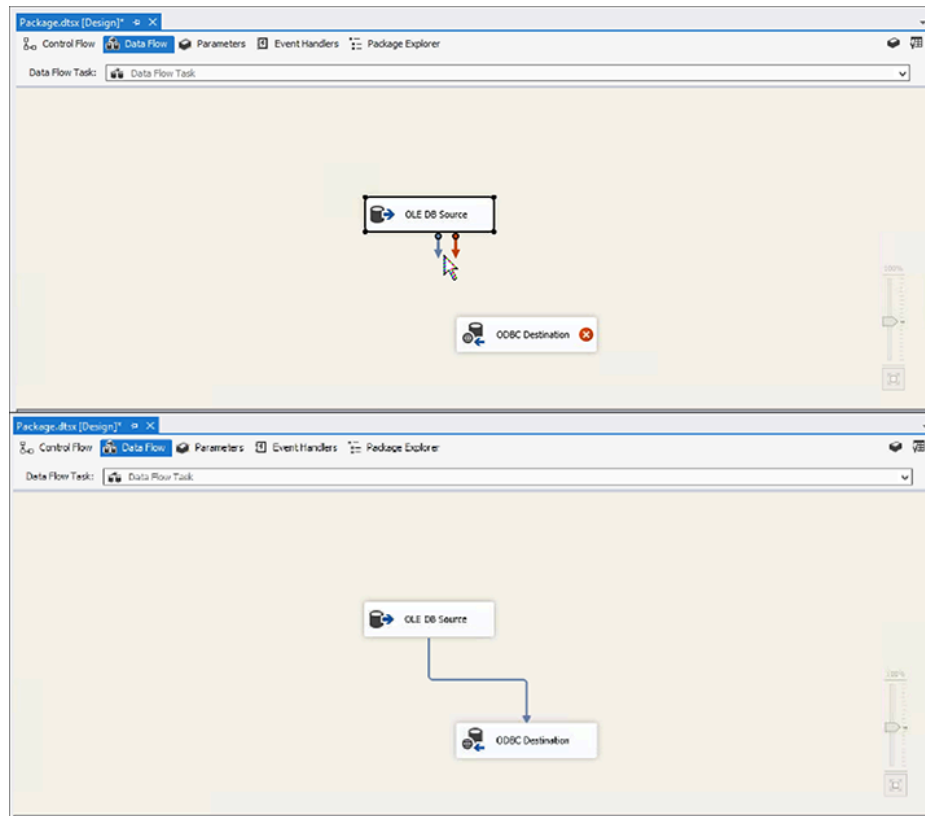 Package.dtsx [Design]*
Control Flow Data Flow Parameters Event Handlers Package Explorer
Data Flow Task: Data Flow Task
OLE DB Source
100%
ODBC Destination
Package.dtsx [Design]*
Control Flow Data Flow Parameters Event Handlers Package Explorer
Data Flow Task: Data Flow Task
OLE DB Source
100%
ODBC Destination